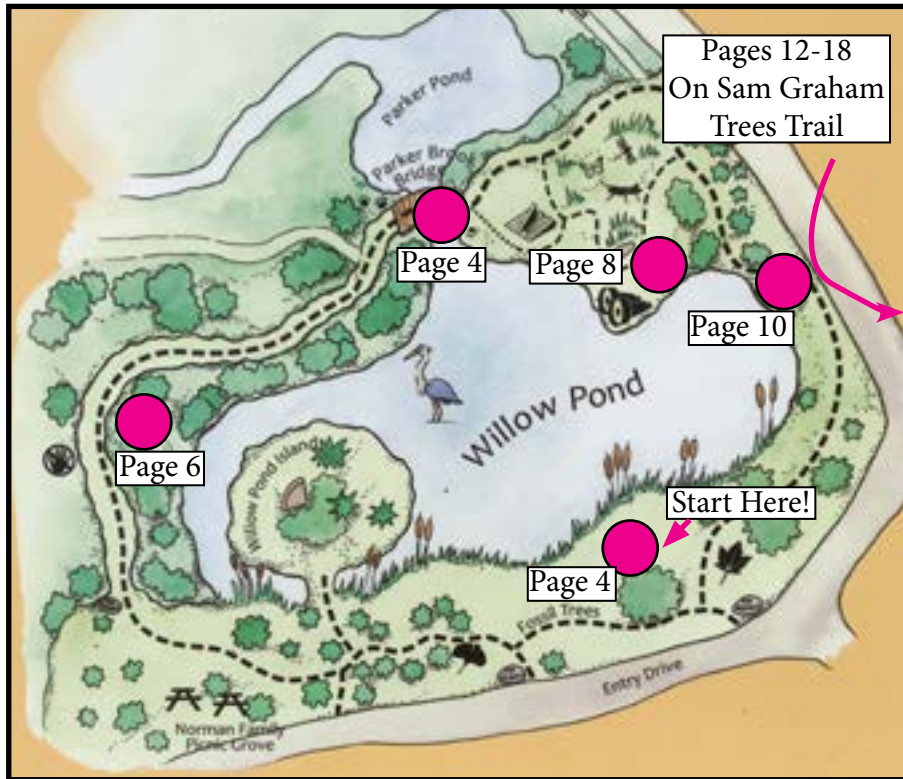 Pages 12-18
On Sam Graham
Trees Trail
Parker Pond
Parker Brook
Bridge
Page 4
Page 8
Page 10
Willow Pond
Page 6
Willow Pond Island
Start Here!
Page 4
Fossil Trees
Entry Drive
Norman Family
Picnic Grove